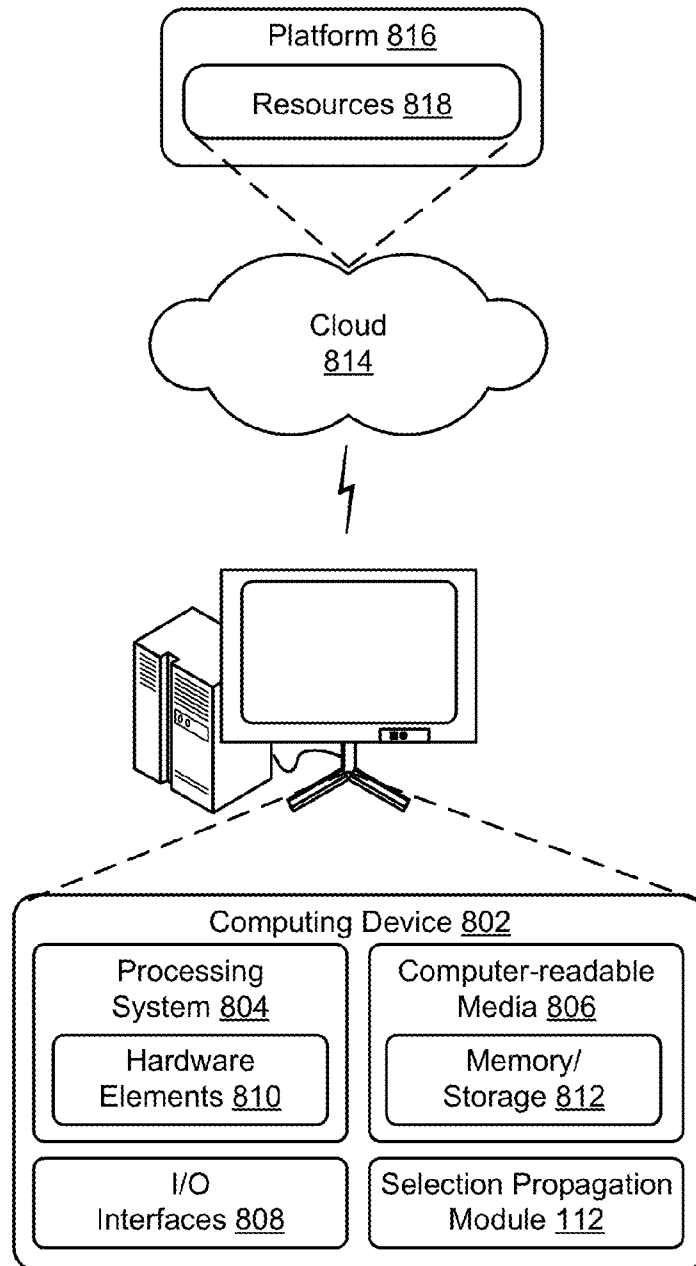 Platform 816
Resources 818
Cloud
814
Computing Device 802
Processing
System 804
Hardware
Elements 810
Computer-readable
Media 806
Memory/
Storage 812
I/O
Interfaces 808
Selection Propagation
Module 112